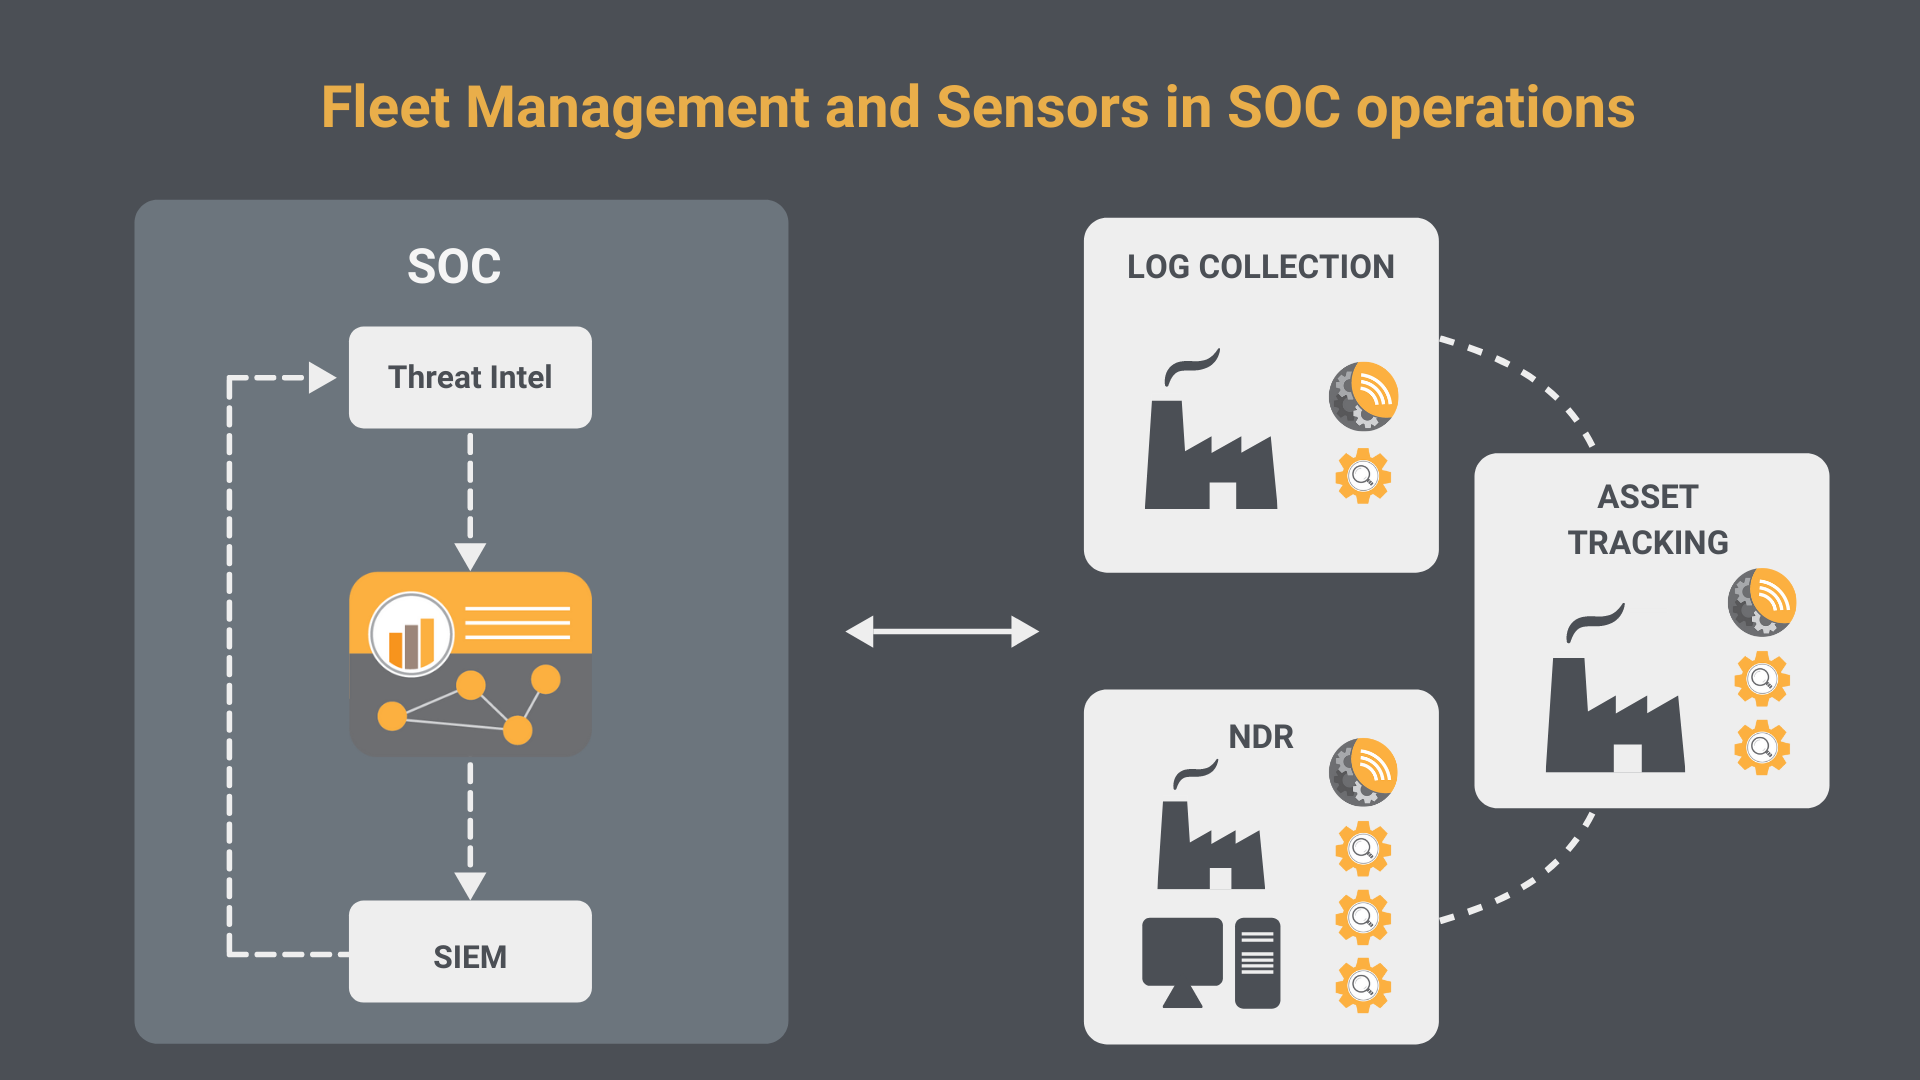 Fleet Management and Sensors in SOC operations
SOC
Threat Intel
SIEM
LOG COLLECTION
ASSET
TRACKING
NDR